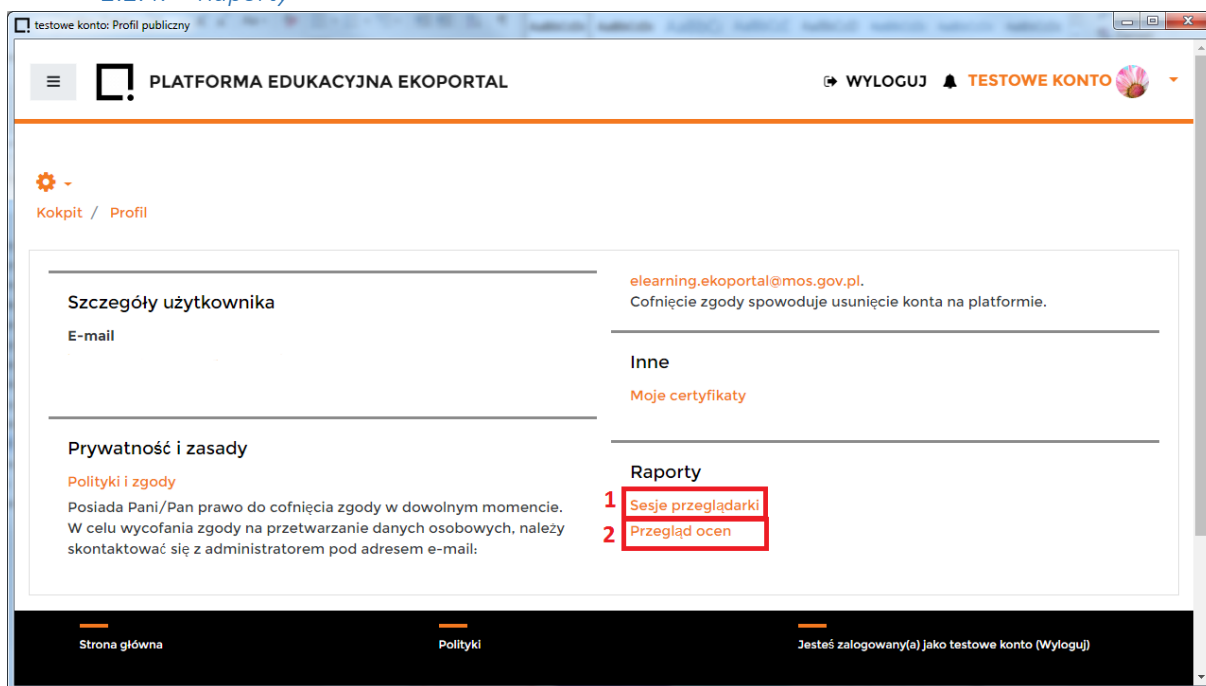 testowe konto: Profil publiczny
PLATFORMA EDUKACYJNA EKOPORTAL
WYLOGUJ
TESTOWE KONTO
Kokpit / Profil
Szczegóły użytkownika
E-mail
Prywatność i zasady
Polityki i zgody
Posiada Pani/Pan prawo do cofnięcia zgody w dowolnym momencie.
W celu wycofania zgody na przetwarzanie danych osobowych, należy
skontaktować się z administratorem pod adresem e-mail:
elearning.ekoportal@mos.gov.pl.
Cofnięcie zgody spowoduje usunięcie konta na platformie.
Inne
Moje certyfikaty
Raporty
1 Sesje przeglądarki
2 Przegląd ocen
Strona główna
Polityki
Jesteś zalogowany(a) jako testowe konto (Wyloguj)